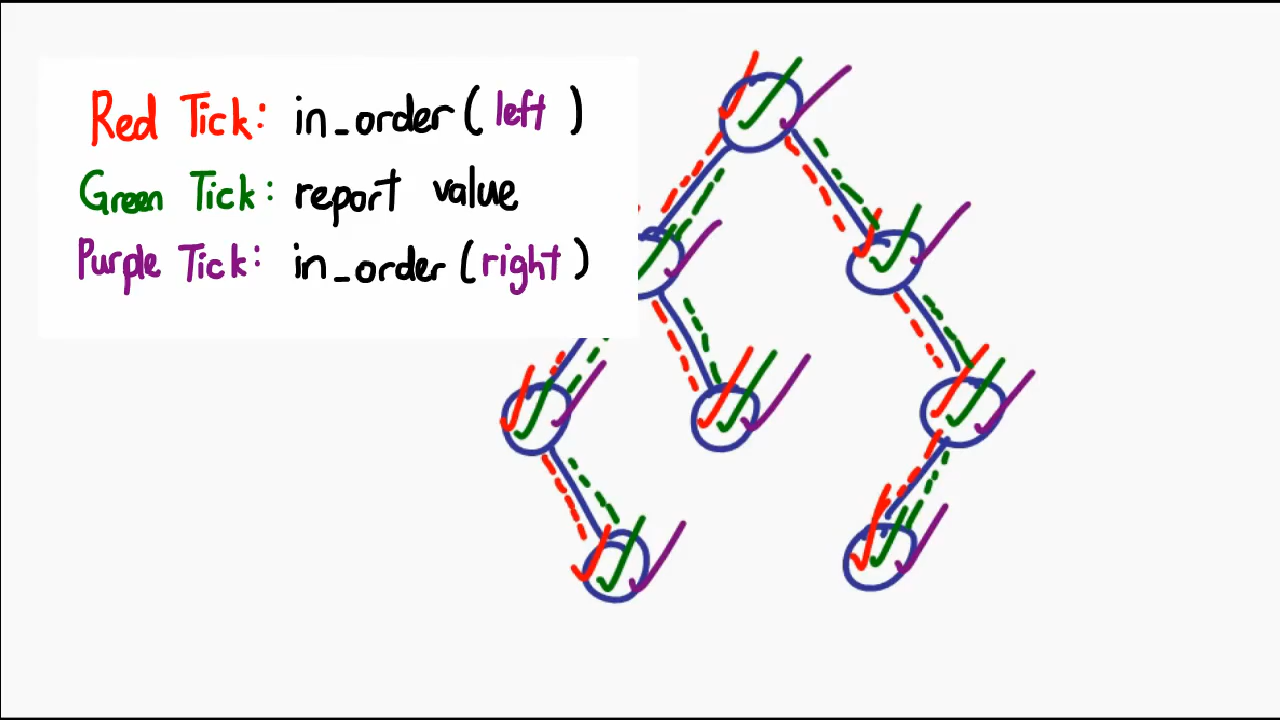 Red Tick: in_order(left)
Green Tick: report value
Purple Tick: in_order(right)